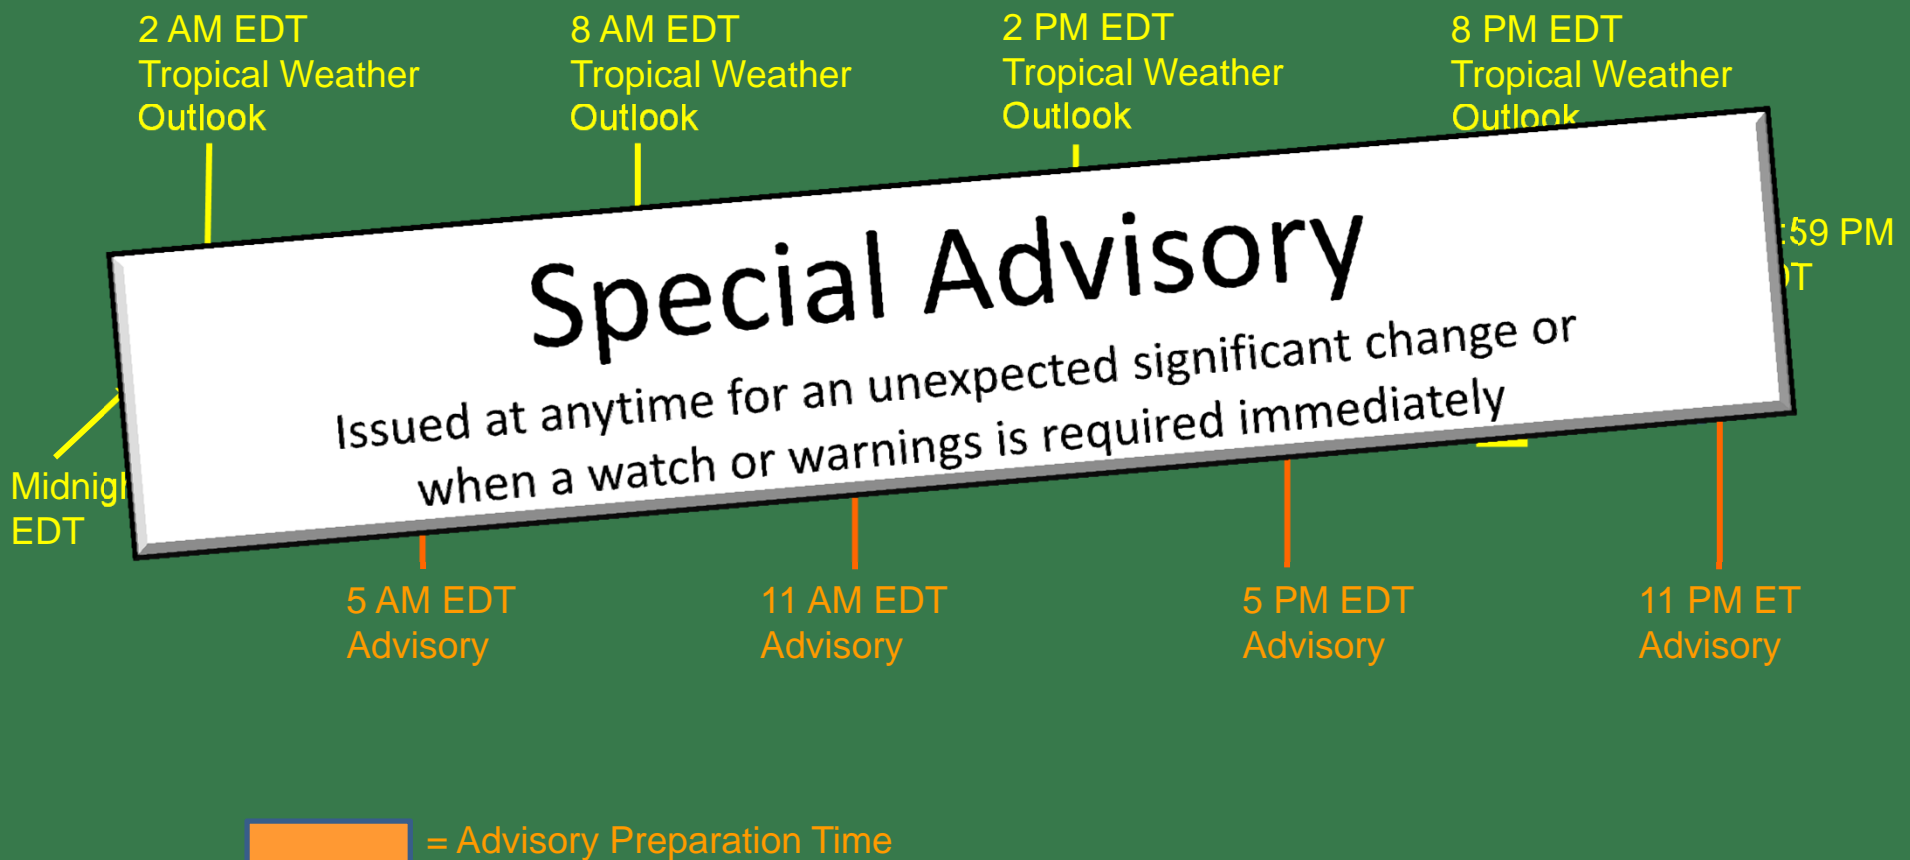 2 AM EDT
Tropical Weather
Outlook
8 AM EDT
Tropical Weather
Outlook
2 PM EDT
Tropical Weather
Outlook
8 PM EDT
Tropical Weather
Outlook
:59 PM
Special Advisory
Issued at anytime for an unexpected significant change or
when a watch or warnings is required immediately
EDT
5 AM EDT
Advisory
11 AM EDT
Advisory
5 PM EDT
Advisory
11 PM ET
Advisory
= Advisory Preparation Time